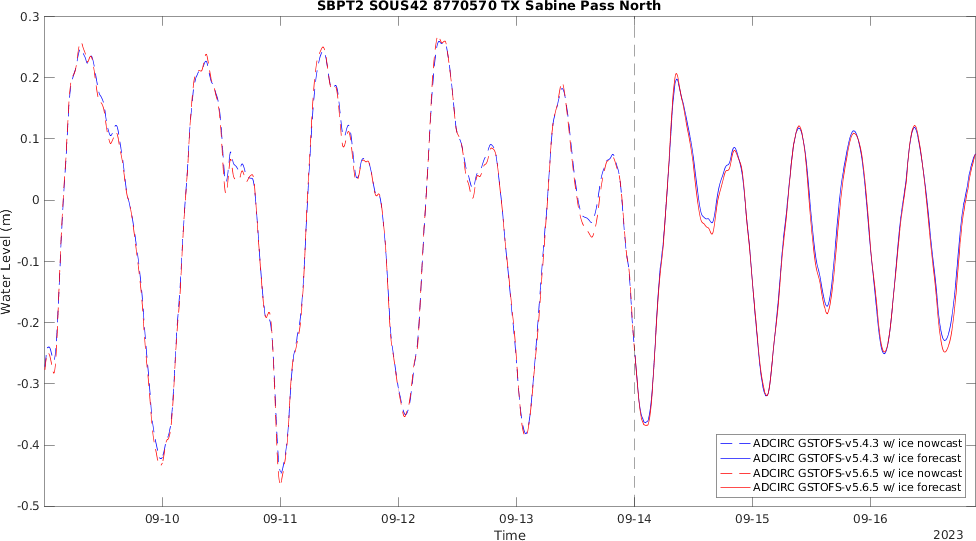 SBPT2 SOUS42 8770570 TX Sabine Pass North
0.3
0.2
0.1
0
-0.1
-0.2
-0.3
-0.4
-0.5
Water Level (m)
09-10
09-11
09-12
09-13
09-14
09-15
09-16
Time
2023
ADCIRC GSTOFS-v5.4.3 w/ ice nowcast
ADCIRC GSTOFS-v5.4.3 w/ ice forecast
ADCIRC GSTOFS-v5.6.5 w/ ice nowcast
ADCIRC GSTOFS-v5.6.5 w/ ice forecast